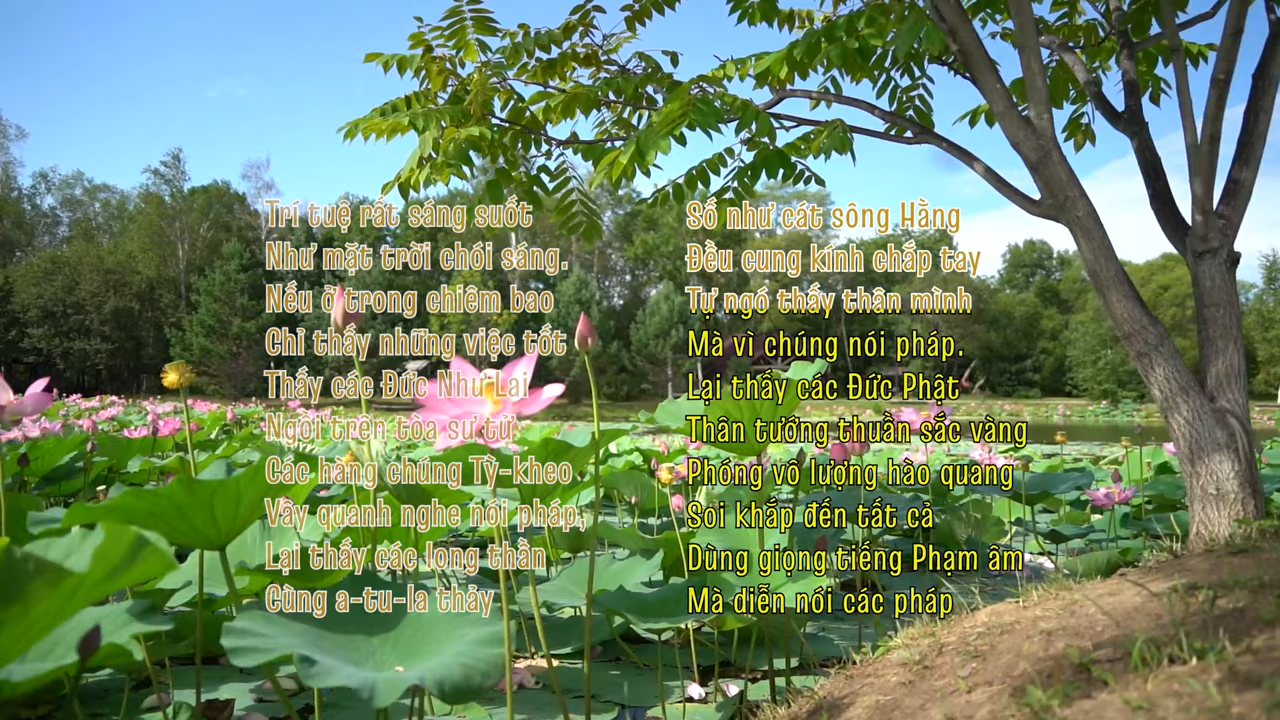 Trí tuệ rất sáng suốt
Như mặt trời chói sáng.
Nếu ở trong chiêm bao
Chỉ thấy những việc tốt
Thấy các Đức Như Lai
Ngồi trên tòa sư tử
Các hàng chúng Tỳ-kheo
Vây quanh nghe nói pháp,
Lại thấy các long thần
Cùng a-tu-la thảy
Số như cát sông Hằng
Đều cung kính chắp tay
Tự ngó thấy thân mình
Mà vì chúng nói pháp.
Lại thấy các Đức Phật
Thân tướng thuần sắc vàng
Phóng vô lượng hào quang
Soi khắp đến tất cả
Dùng giọng tiếng Phạm âm
Mà diễn nói các pháp